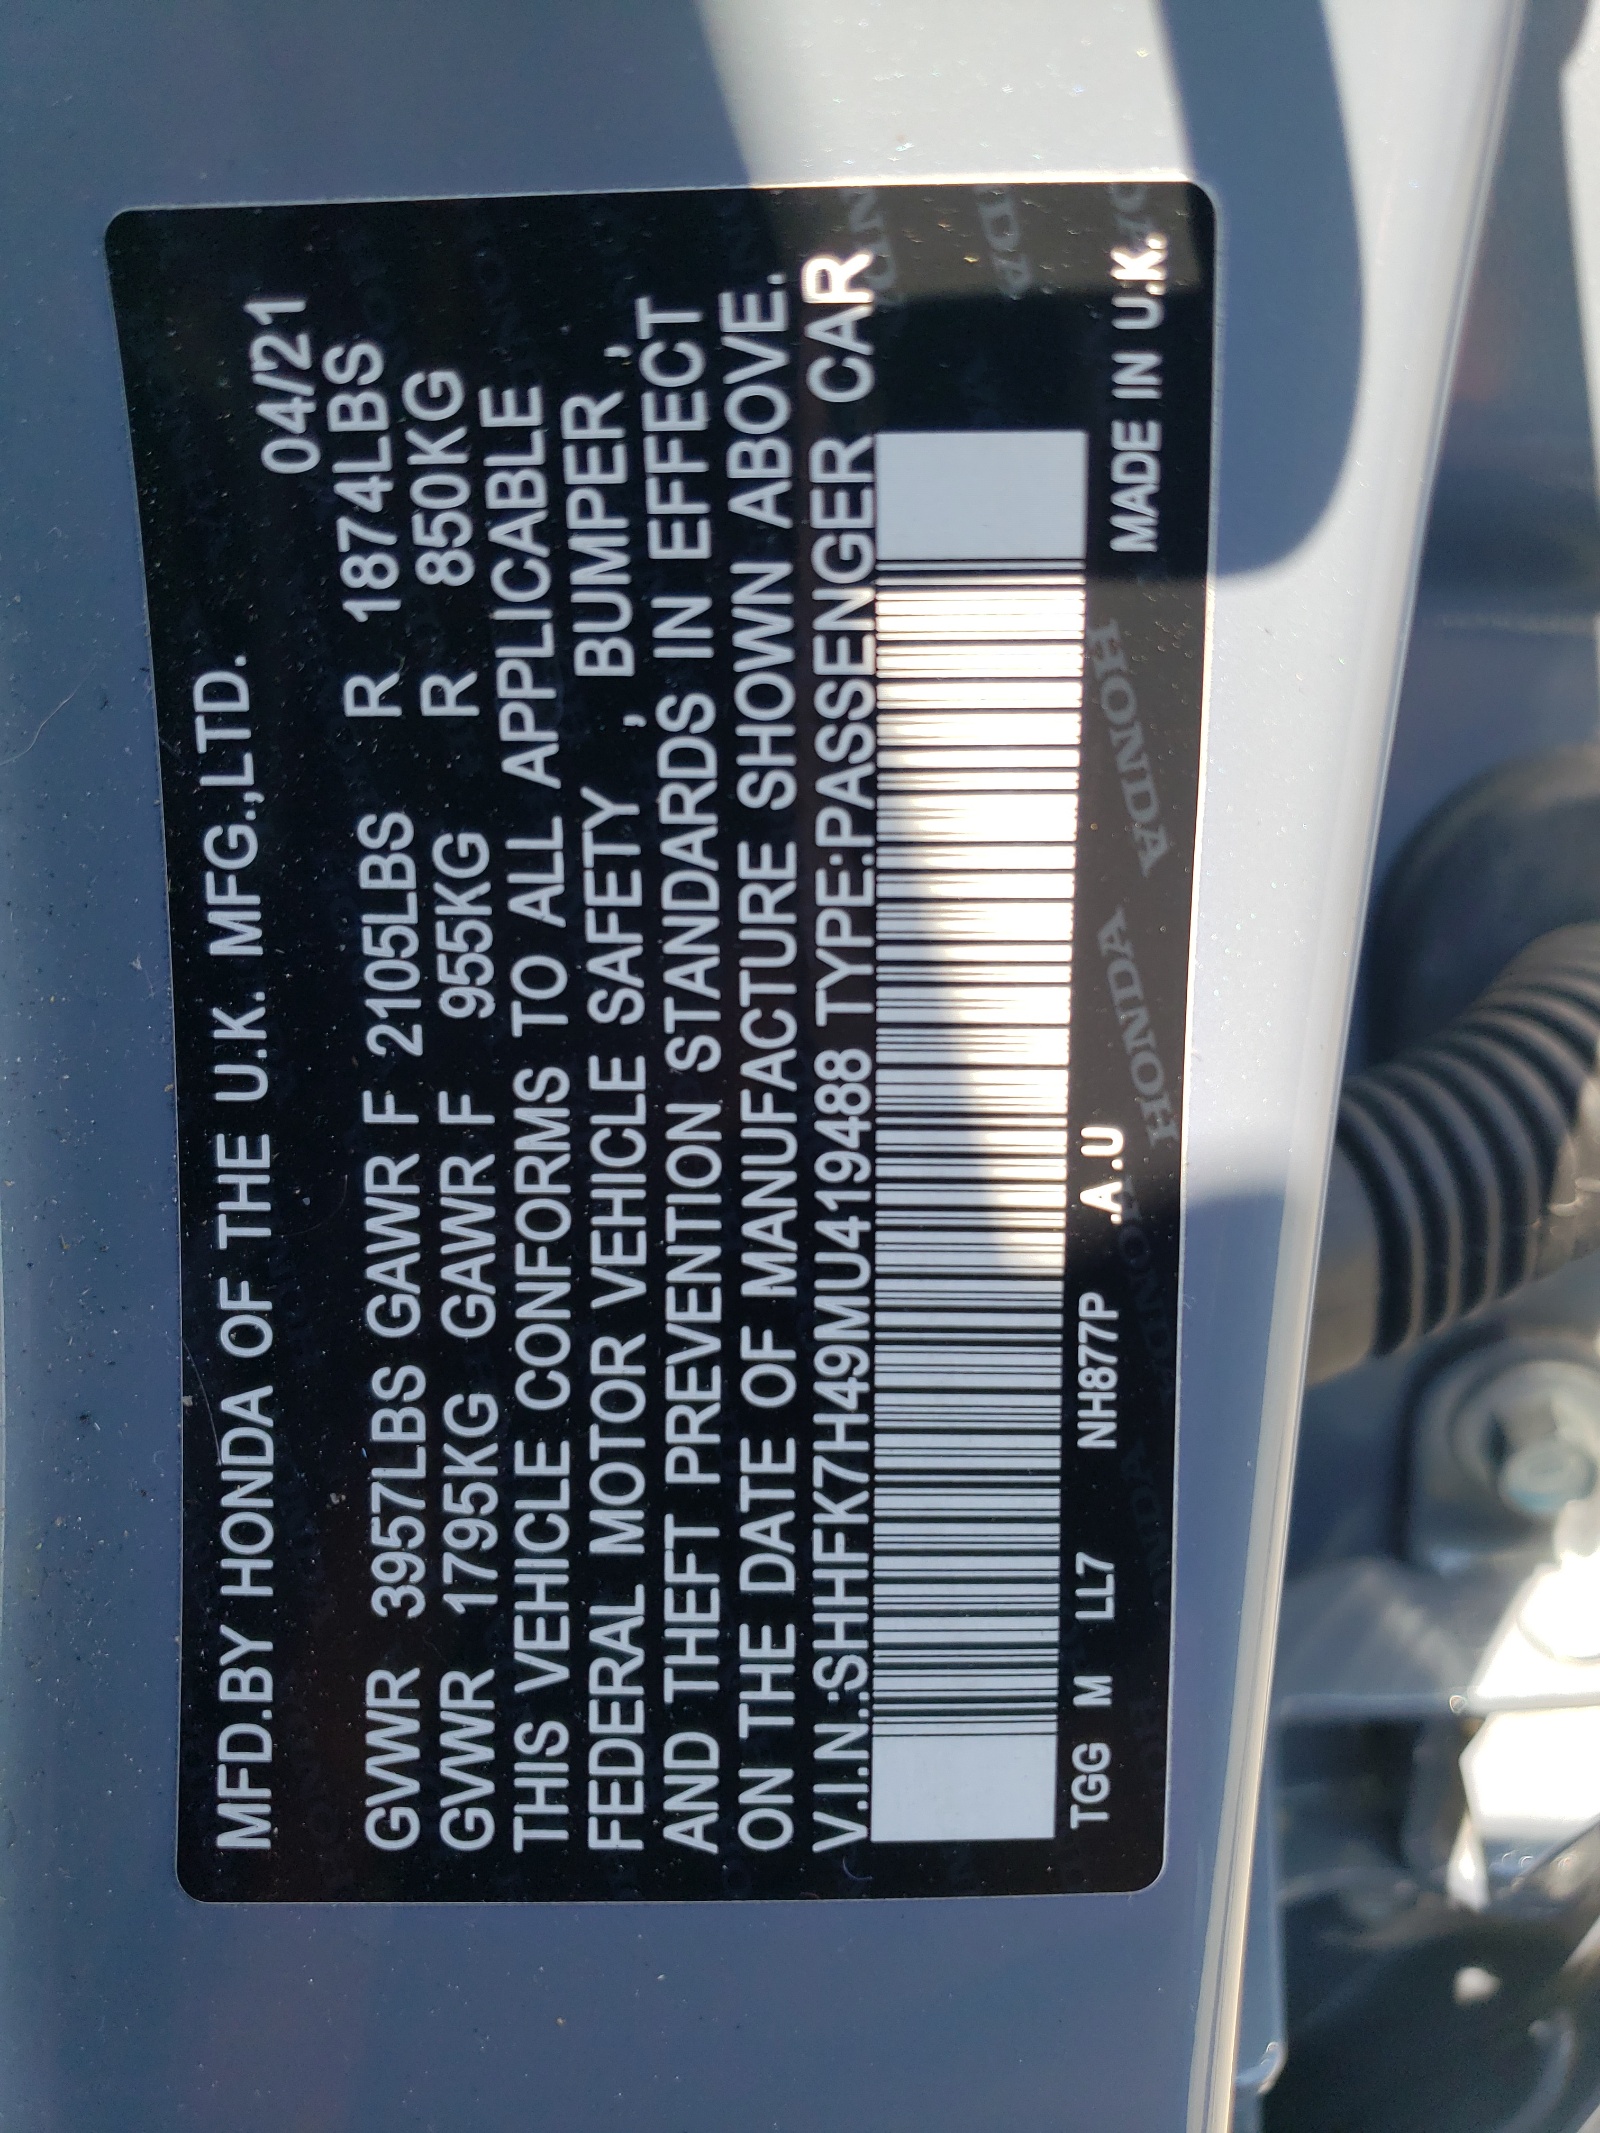 MFD.BY HONDA OF THE U.K. MFG.,LTD.
04/21
GVWR 3957LBS GAWR F 2105LBS R 1874LBS
GVWR 1795KG GAWR F 955KG R 850KG
THIS VEHICLE CONFORMS TO ALL APPLICABLE
FEDERAL MOTOR VEHICLE SAFETY , BUMPER ,
AND THEFT PREVENTION STANDARDS IN EFFECT
ON THE DATE OF MANUFACTURE SHOWN ABOVE.
V.I.N.:SHHFK7H49MU419488 TYPE:PASSENGER CAR
TGG M LL7 NH877P .A.U MADE IN U.K.
HONDA HONDA